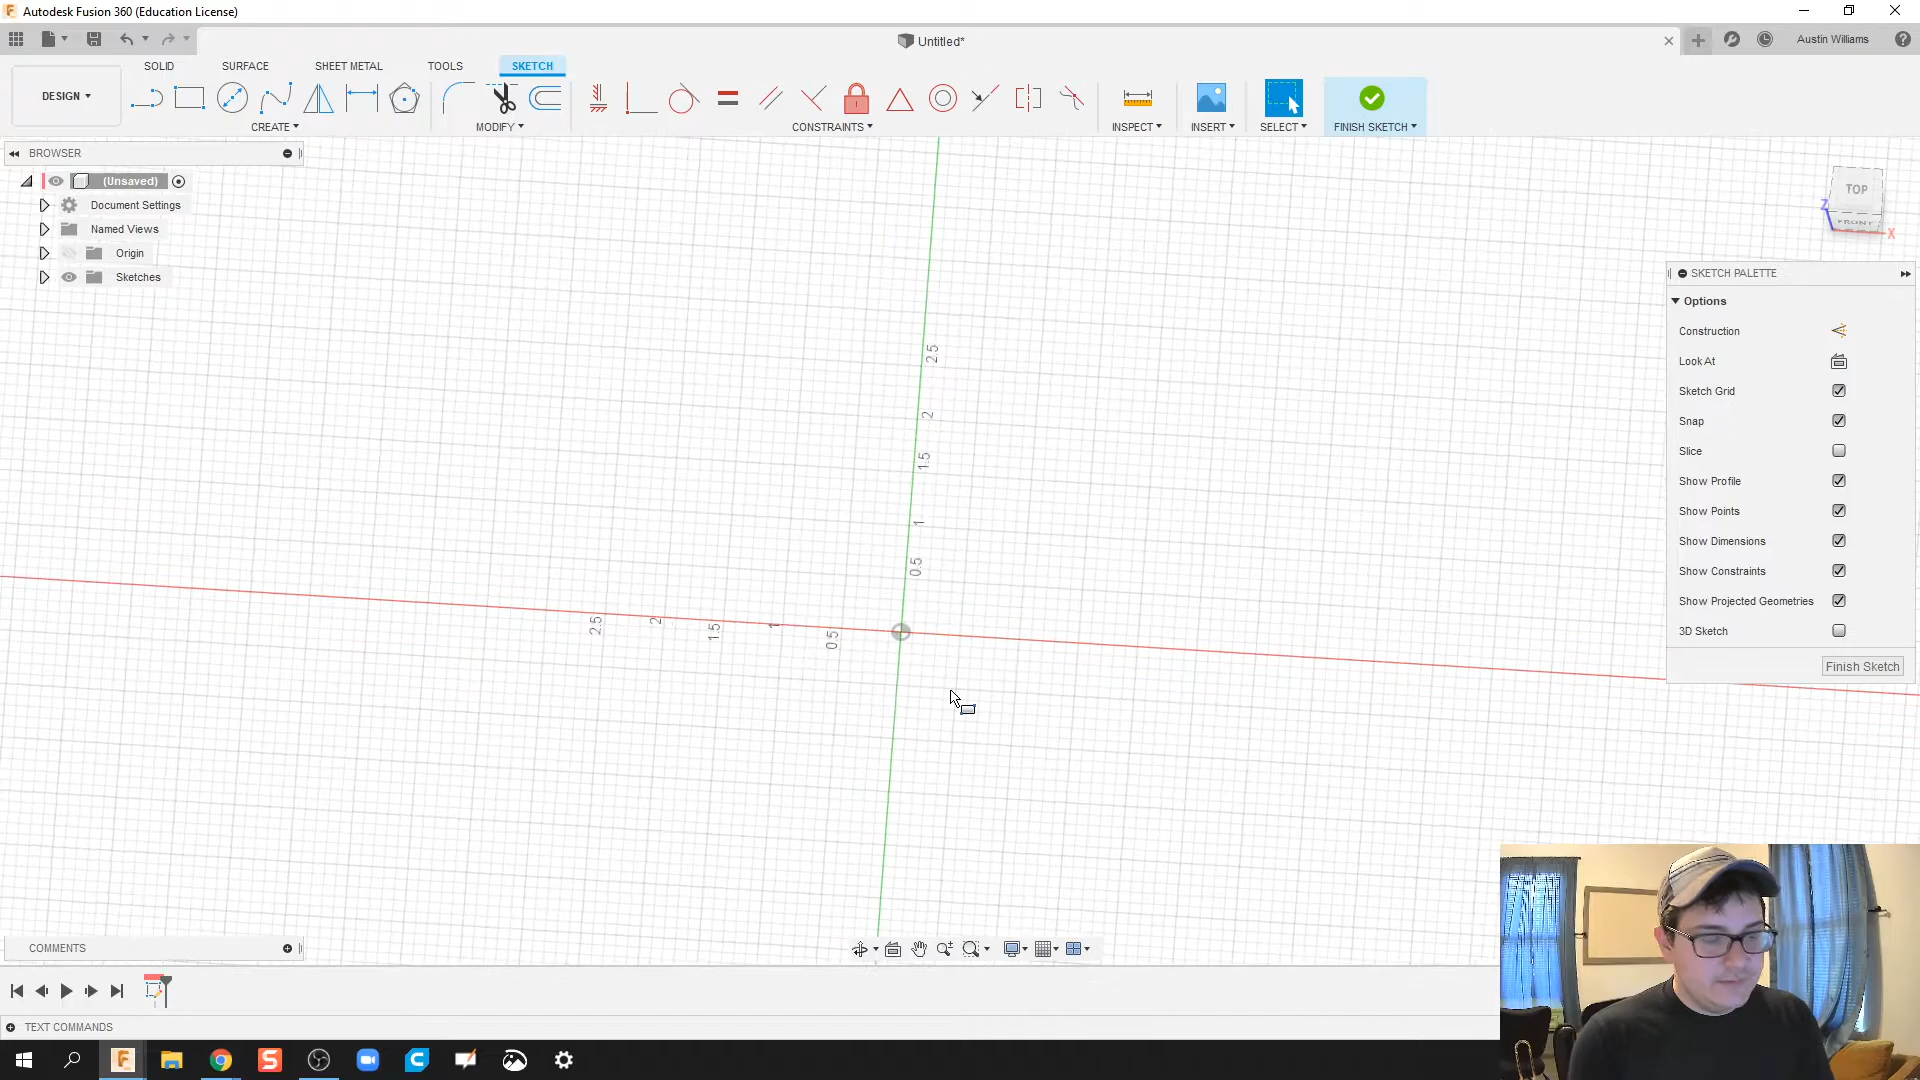 Autodesk Fusion 360 (Education License)
Untitled*
Austin Williams
SOLID SURFACE SHEET METAL TOOLS SKETCH
DESIGN
CREATE MODIFY CONSTRAINTS INSPECT INSERT SELECT FINISH SKETCH
BROWSER
(Unsaved)
Document Settings
Named Views
Origin
Sketches
TOP
FRONT
Z
X
SKETCH PALETTE
Options
Construction
Look At
Sketch Grid
Snap
Slice
Show Profile
Show Points
Show Dimensions
Show Constraints
Show Projected Geometries
3D Sketch
Finish Sketch
2.5
2
1.5
1
0.5
2.5 2 1.5 1 0.5
COMMENTS
TEXT COMMANDS